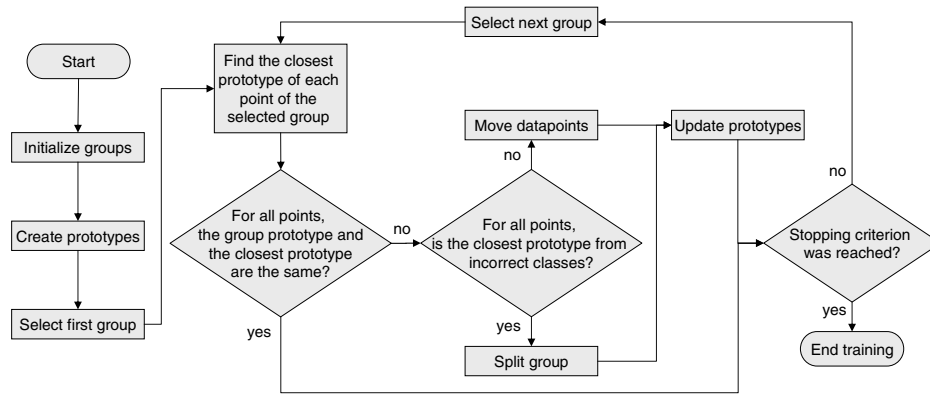 Start
Initialize groups
Create prototypes
Select first group
Select next group
Find the closest
prototype of each
point of the
selected group
For all points,
the group prototype and
the closest prototype
are the same?
no
yes
For all points,
is the closest prototype from
incorrect classes?
no
Move datapoints
yes
Split group
Update prototypes
Stopping criterion
was reached?
no
yes
End training